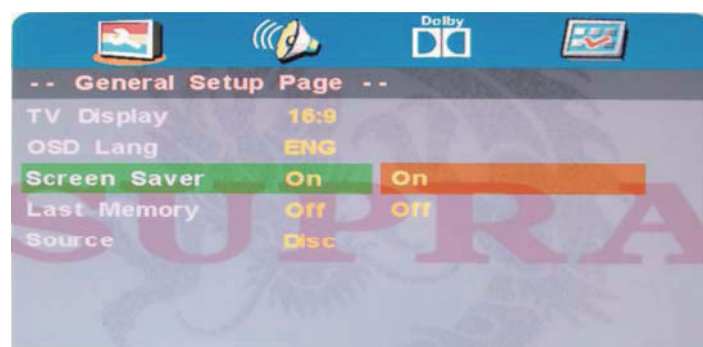 Dolby
-- General Setup Page --
TV Display 16:9
OSD Lang ENG
Screen Saver On On
Last Memory Off Off
Source Disc
SUPRA